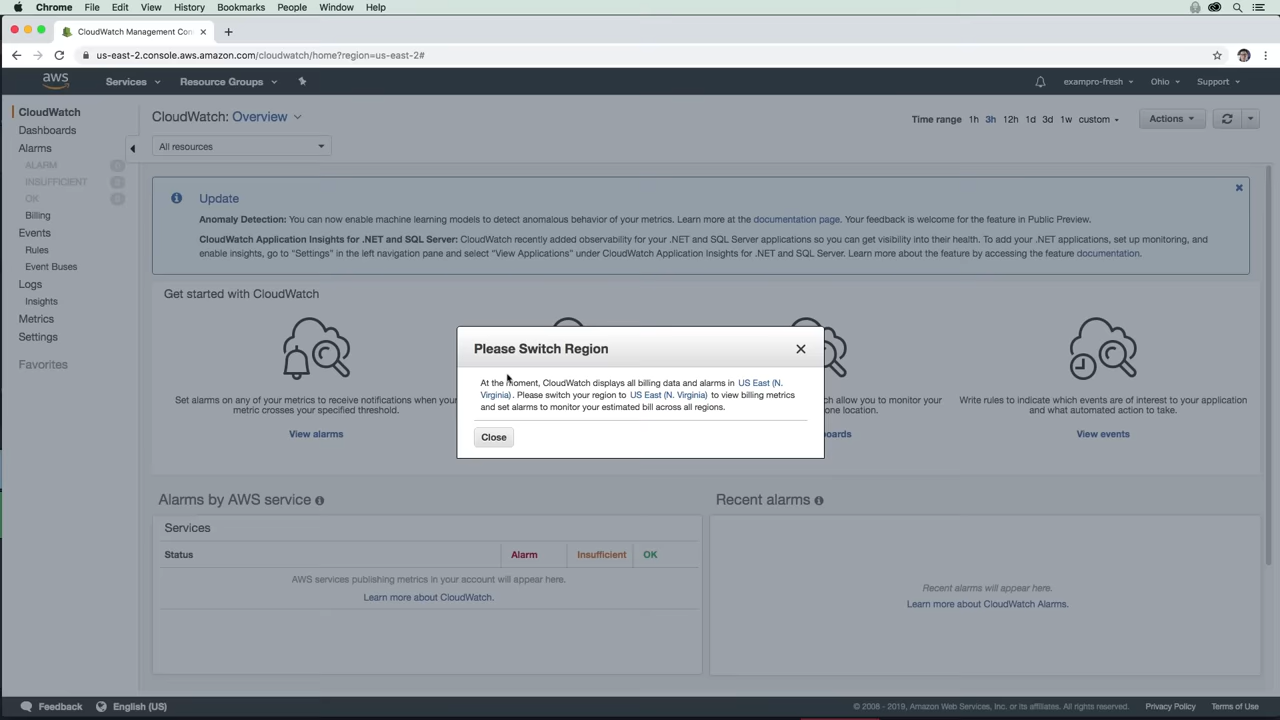 Chrome File Edit View History Bookmarks People Window Help
CloudWatch Management Con
us-east-2.console.aws.amazon.com/cloudwatch/home?region=us-east-2#
aws Services Resource Groups exampro-fresh Ohio Support
CloudWatch
Dashboards
Alarms
ALARM 0
INSUFFICIENT 0
OK 0
Billing
Events
Rules
Event Buses
Logs
Insights
Metrics
Settings
Favorites
CloudWatch: Overview
Time range 1h 3h 12h 1d 3d 1w custom Actions
All resources
Update
Anomaly Detection: You can now enable machine learning models to detect anomalous behavior of your metrics. Learn more at the documentation page. Your feedback is welcome for the feature in Public Preview.
CloudWatch Application Insights for .NET and SQL Server: CloudWatch recently added observability for your .NET and SQL Server applications so you can get visibility into their health. To add your .NET applications, set up monitoring, and
enable insights, go to "Settings" in the left navigation pane and select "View Applications" under CloudWatch Application Insights for .NET and SQL Server. Learn more about the feature by accessing the feature documentation.
Get started with CloudWatch
Set alarms on any of your metrics to receive notifications when your
metric crosses your specified threshold.
View alarms
which allow you to monitor your
one location.
boards
Write rules to indicate which events are of interest to your application
and what automated action to take.
View events
Please Switch Region
At the moment, CloudWatch displays all billing data and alarms in US East (N.
Virginia). Please switch your region to US East (N. Virginia) to view billing metrics
and set alarms to monitor your estimated bill across all regions.
Close
Alarms by AWS service
Services
Status Alarm Insufficient OK
AWS services publishing metrics in your account will appear here.
Learn more about CloudWatch.
Recent alarms
Recent alarms will appear here.
Learn more about CloudWatch Alarms.
Feedback English (US) © 2008 - 2019, Amazon Web Services, Inc. or its affiliates. All rights reserved. Privacy Policy Terms of Use